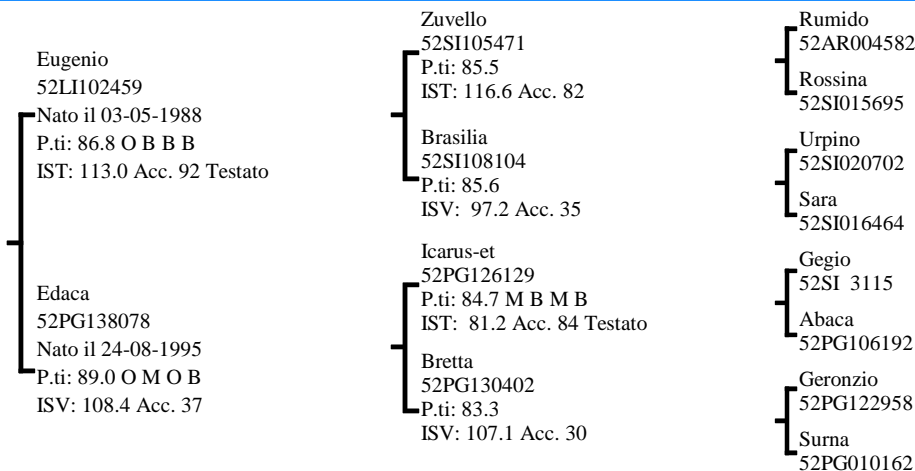 Eugenio
52LI102459
Nato il 03-05-1988
P.ti: 86.8 O B B B
IST: 113.0 Acc. 92 Testato
Edaca
52PG138078
Nato il 24-08-1995
P.ti: 89.0 O M O B
ISV: 108.4 Acc. 37
Zuvello
52SI105471
P.ti: 85.5
IST: 116.6 Acc. 82
Brasilia
52SI108104
P.ti: 85.6
ISV: 97.2 Acc. 35
Icarus-et
52PG126129
P.ti: 84.7 M B M B
IST: 81.2 Acc. 84 Testato
Bretta
52PG130402
P.ti: 83.3
ISV: 107.1 Acc. 30
Rumido
52AR004582
Rossina
52SI015695
Urpino
52SI020702
Sara
52SI016464
Gegio
52SI 3115
Abaca
52PG106192
Geronzio
52PG122958
Surna
52PG010162